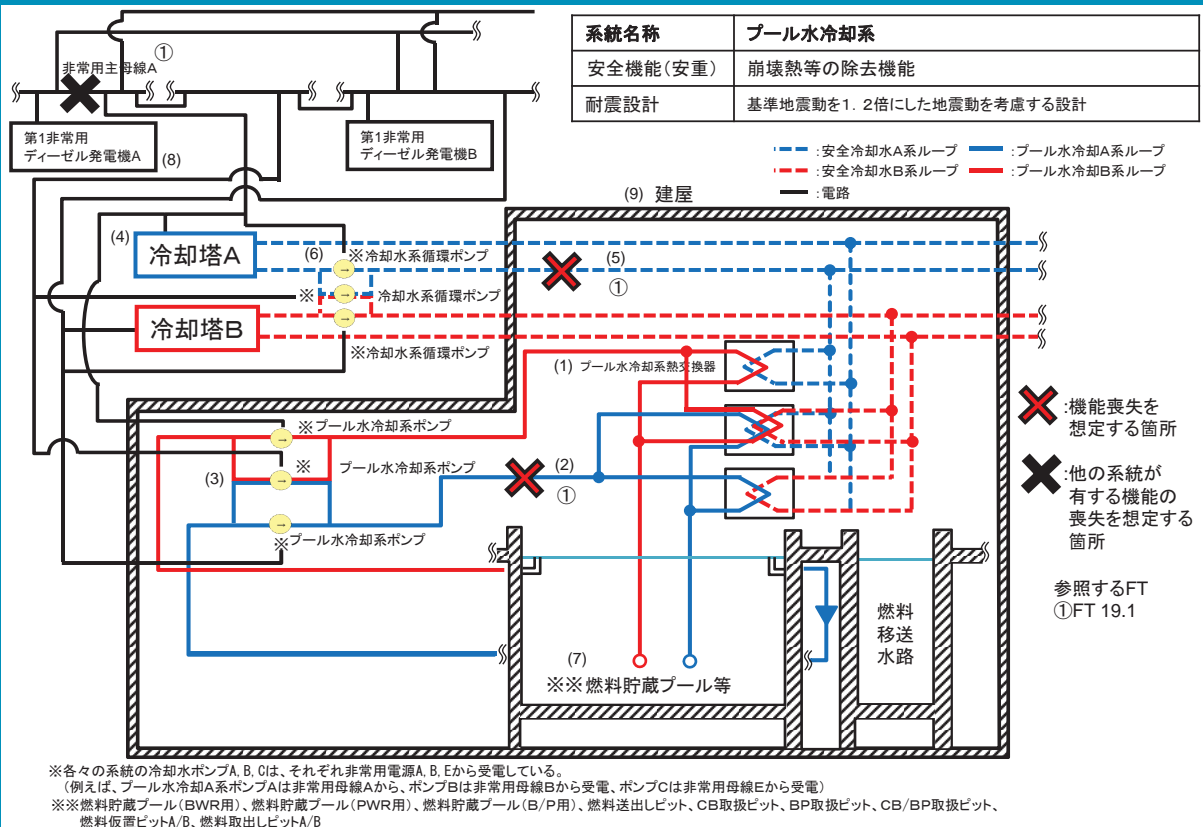 系統名称 プール水冷却系
安全機能(安重) 崩壊熱等の除去機能
耐震設計 基準地震動を1.2倍にした地震動を考慮する設計
①
非常用主母線A
第1非常用
ディーゼル発電機A
(8)
第1非常用
ディーゼル発電機B
:安全冷却水A系ループ :プール水冷却A系ループ
:安全冷却水B系ループ :プール水冷却B系ループ
:電路
(9) 建屋
(4)
冷却塔A
(6)
※冷却水系循環ポンプ
(5)
①
※
冷却水系循環ポンプ
冷却塔B
※冷却水系循環ポンプ
(1) プール水冷却系熱交換器
※プール水冷却系ポンプ
※
プール水冷却系ポンプ
(3)
(2)
①
※プール水冷却系ポンプ
:機能喪失を
想定する箇所
:他の系統が
有する機能の
喪失を想定する
箇所
参照するFT
①FT 19.1
燃料
移送
水路
(7)
※※燃料貯蔵プール等
※各々の系統の冷却水ポンプA, B, Cは、それぞれ非常用電源A, B, Eから受電している。
(例えば、プール水冷却A系ポンプAは非常用母線Aから、ポンプBは非常用母線Bから受電、ポンプCは非常用母線Eから受電)
※※燃料貯蔵プール(BWR用)、燃料貯蔵プール(PWR用)、燃料貯蔵プール(B/P用)、燃料送出しピット、CB取扱ピット、BP取扱ピット、CB/BP取扱ピット、
燃料仮置ピットA/B、燃料取出しピットA/B